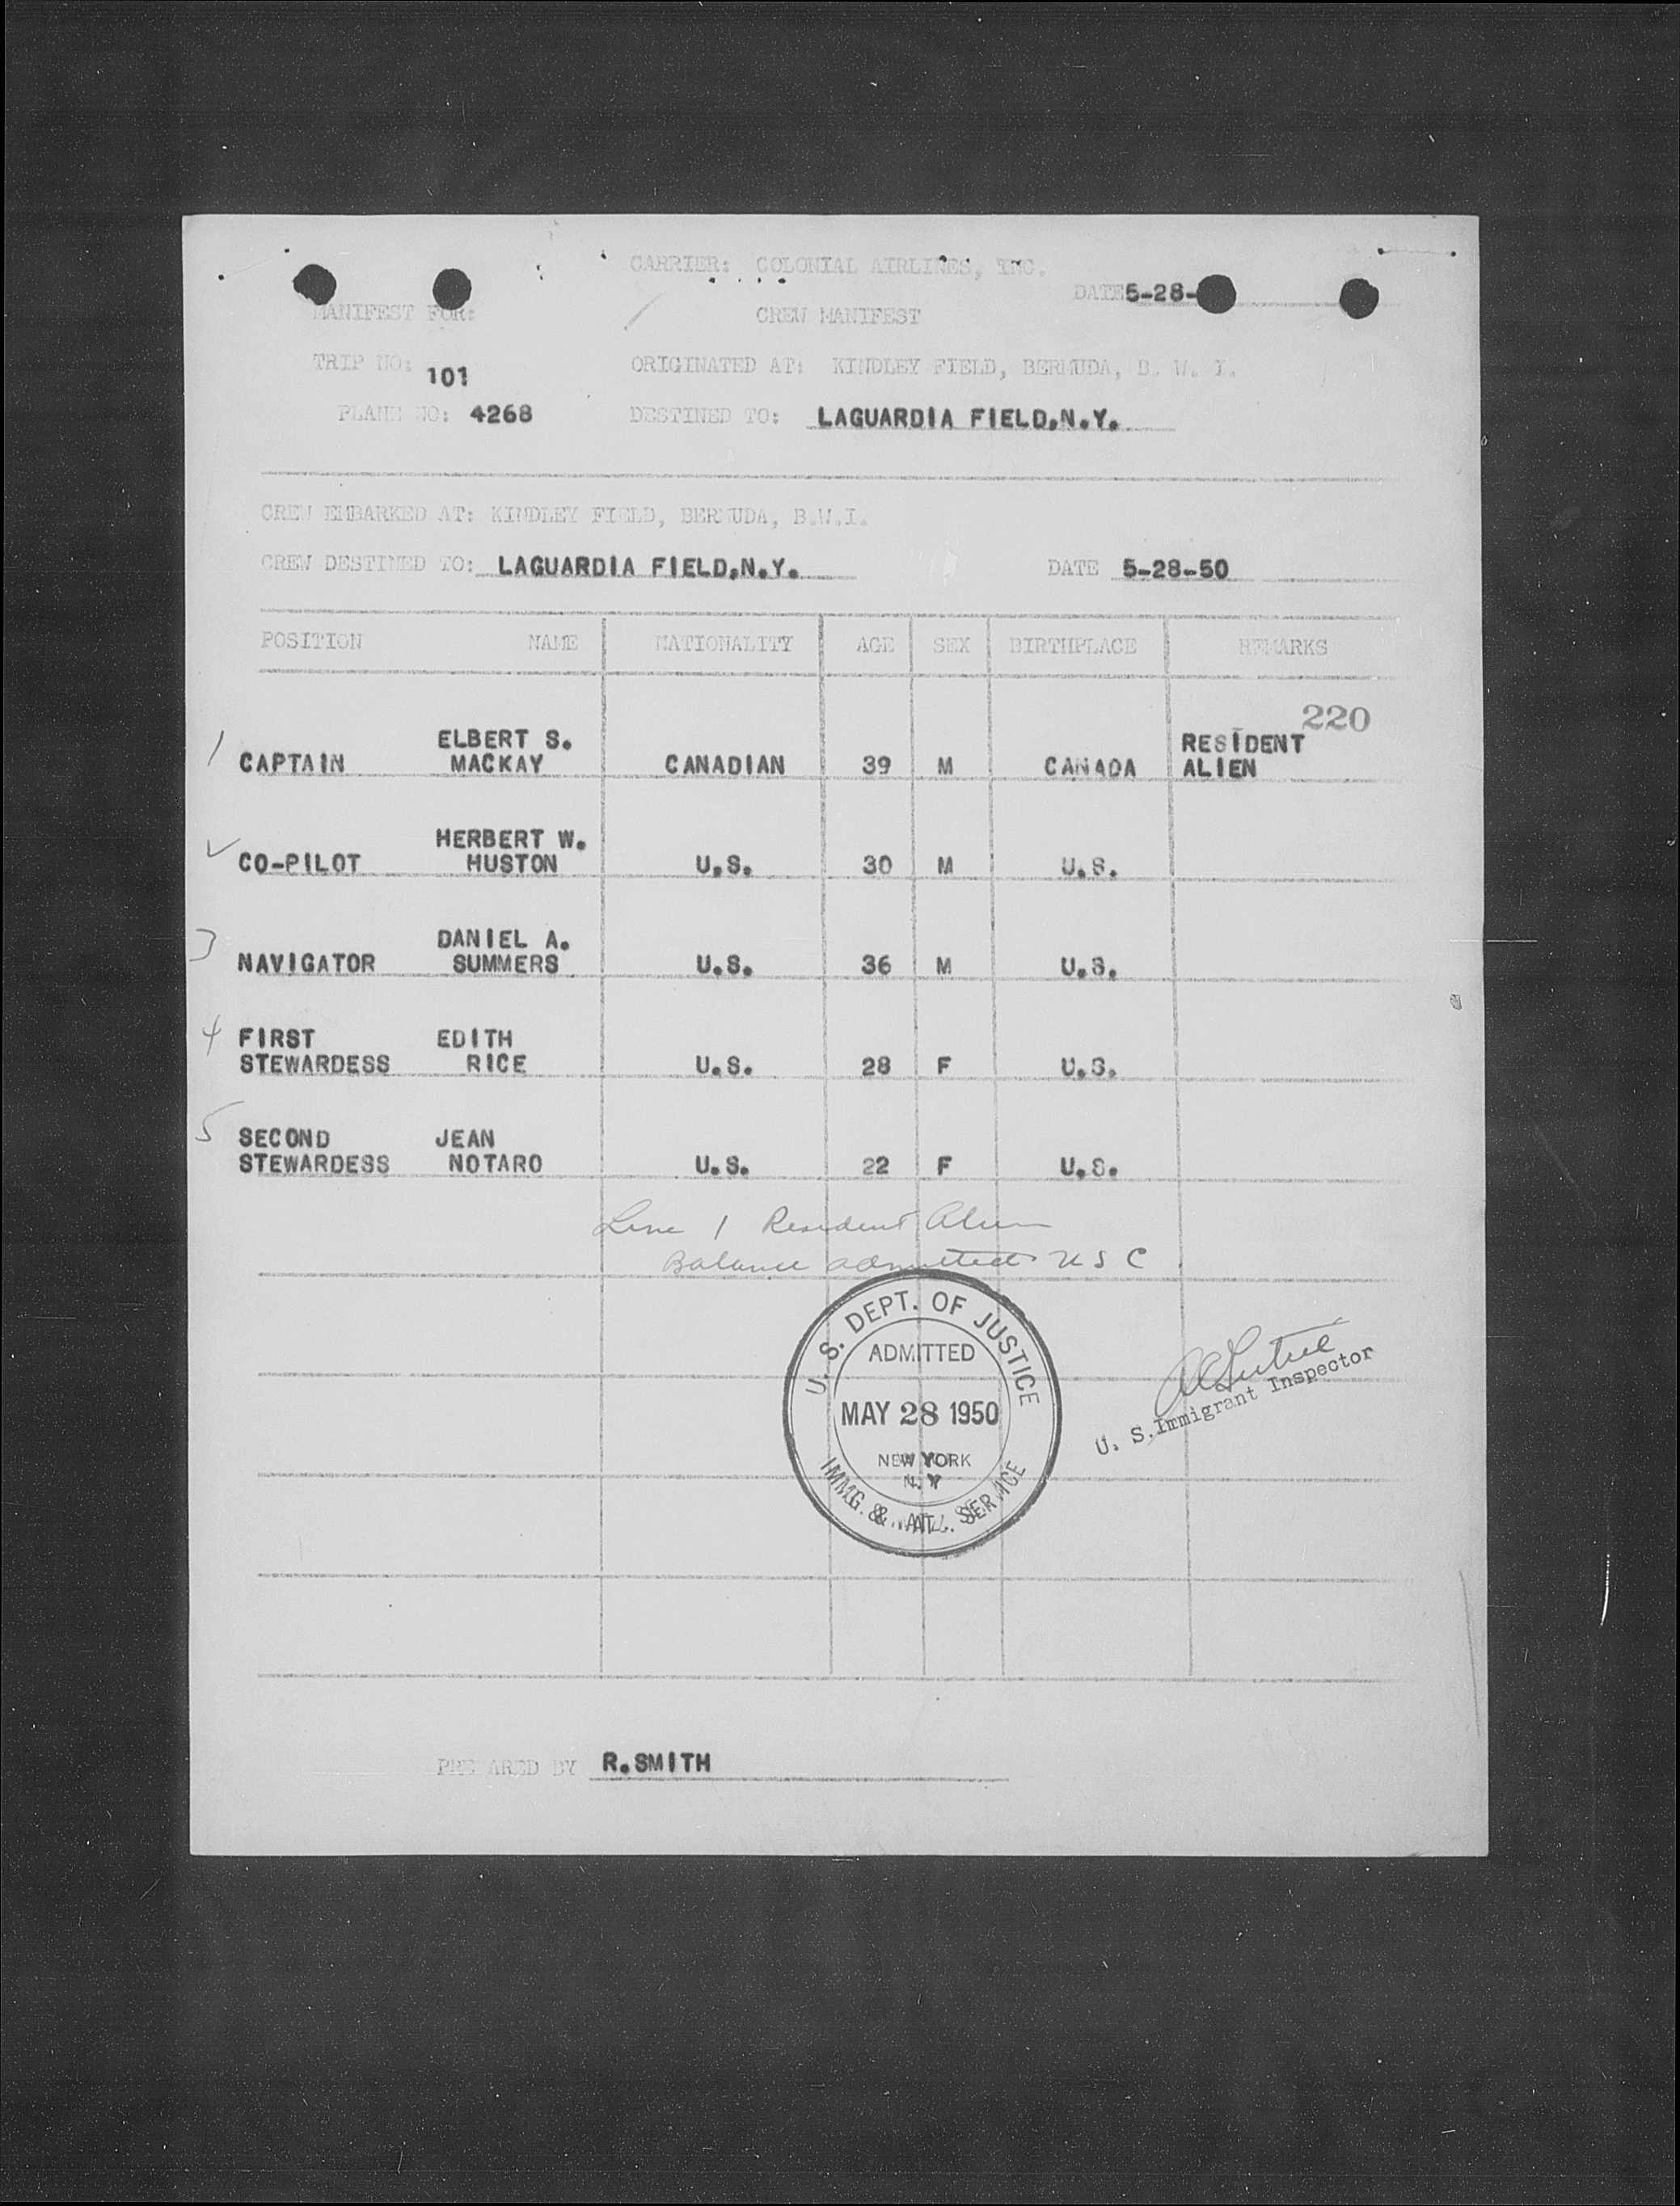 CARRIER: COLONIAL AIRLINES, INC.
DATE 5-28-
MANIFEST FOR:
CREW MANIFEST
TRIP NO: 101
ORIGINATED AT: KINDLEY FIELD, BERMUDA, B. W. I.
PLANE NO: 4268
DESTINED TO: LAGUARDIA FIELD,N.Y.
CREW EMBARKED AT: KINDLEY FIELD, BERMUDA, B.W.I.
CREW DESTINED TO: LAGUARDIA FIELD,N.Y. DATE 5-28-50
POSITION NAME NATIONALITY AGE SEX BIRTHPLACE REMARKS
220
ELBERT S. RESIDENT
1 CAPTAIN MACKAY CANADIAN 39 M CANADA ALIEN
HERBERT W.
CO-PILOT HUSTON U.S. 30 M U.S.
3 DANIEL A.
NAVIGATOR SUMMERS U.S. 36 M U.S.
4 FIRST EDITH
STEWARDESS RICE U.S. 28 F U.S.
5 SECOND JEAN
STEWARDESS NOTARO U.S. 22 F U.S.
Line 1 Resident Alien
Balance admitted U S C
U. S. DEPT. OF JUSTICE
ADMITTED
MAY 28 1950
NEW YORK
N. Y
IMMG. & NATZ. SERVICE
U. S. Immigrant Inspector
PREPARED BY R.SMITH